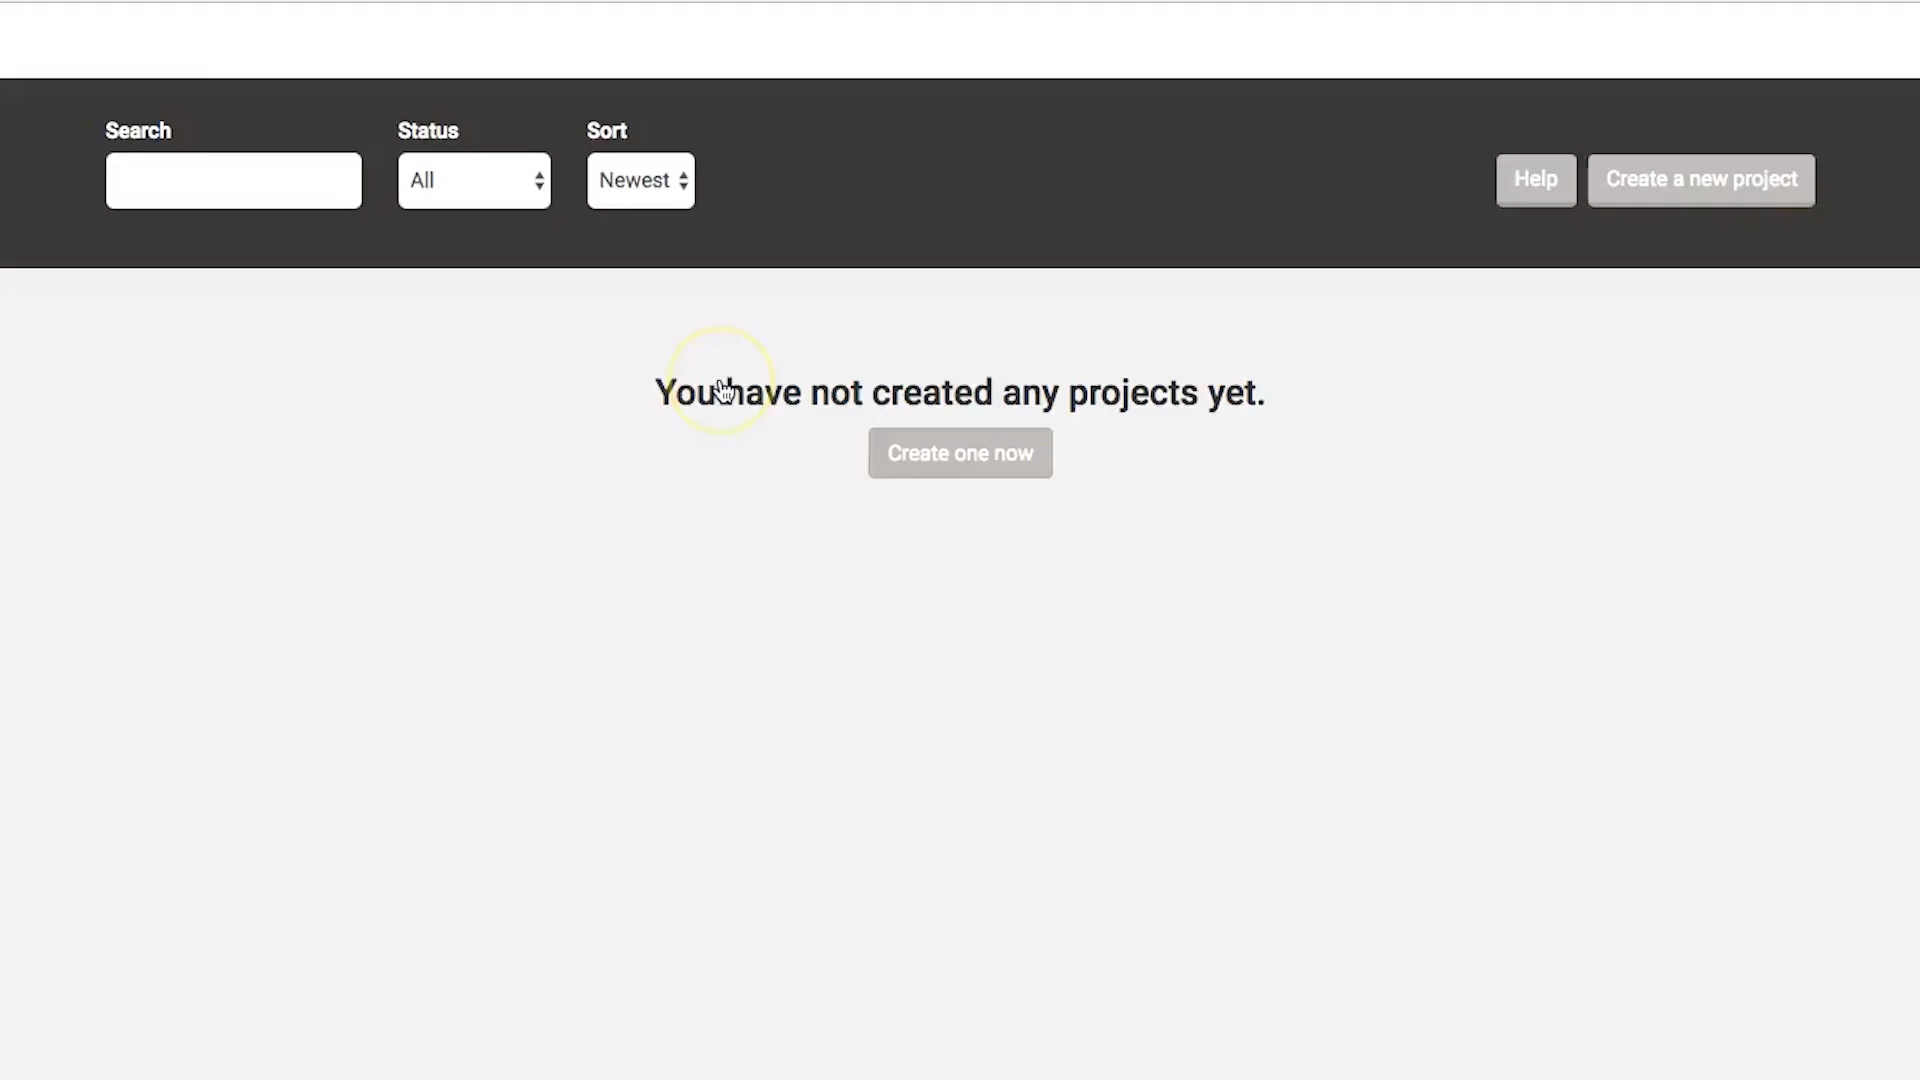 Search
Status
Sort
All
Newest
Help
Create a new project
You have not created any projects yet.
Create one now